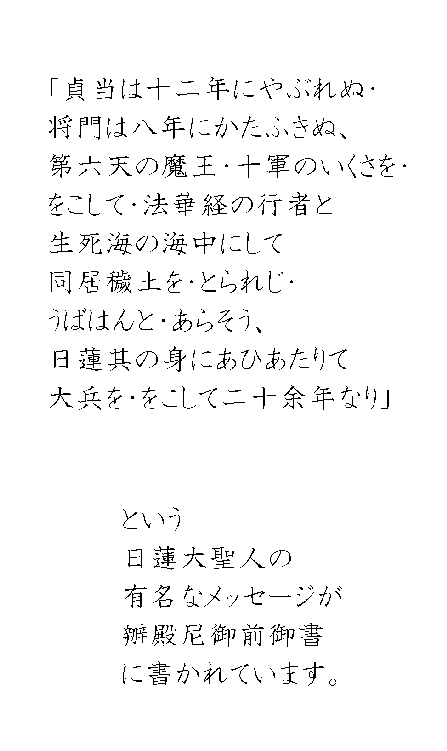 「貞当は十二年にやぶれぬ・
将門は八年にかたふきぬ、
第六天の魔王・十軍のいくさを・
をこして・法華経の行者と
生死海の海中にして
同居穢土を・とられじ・
うばはんと・あらそう、
日蓮其の身にあひあたりて
大兵を・をこして二十余年なり」
という
日蓮大聖人の
有名なメッセージが
辧殿尼御前御書
に書かれています。